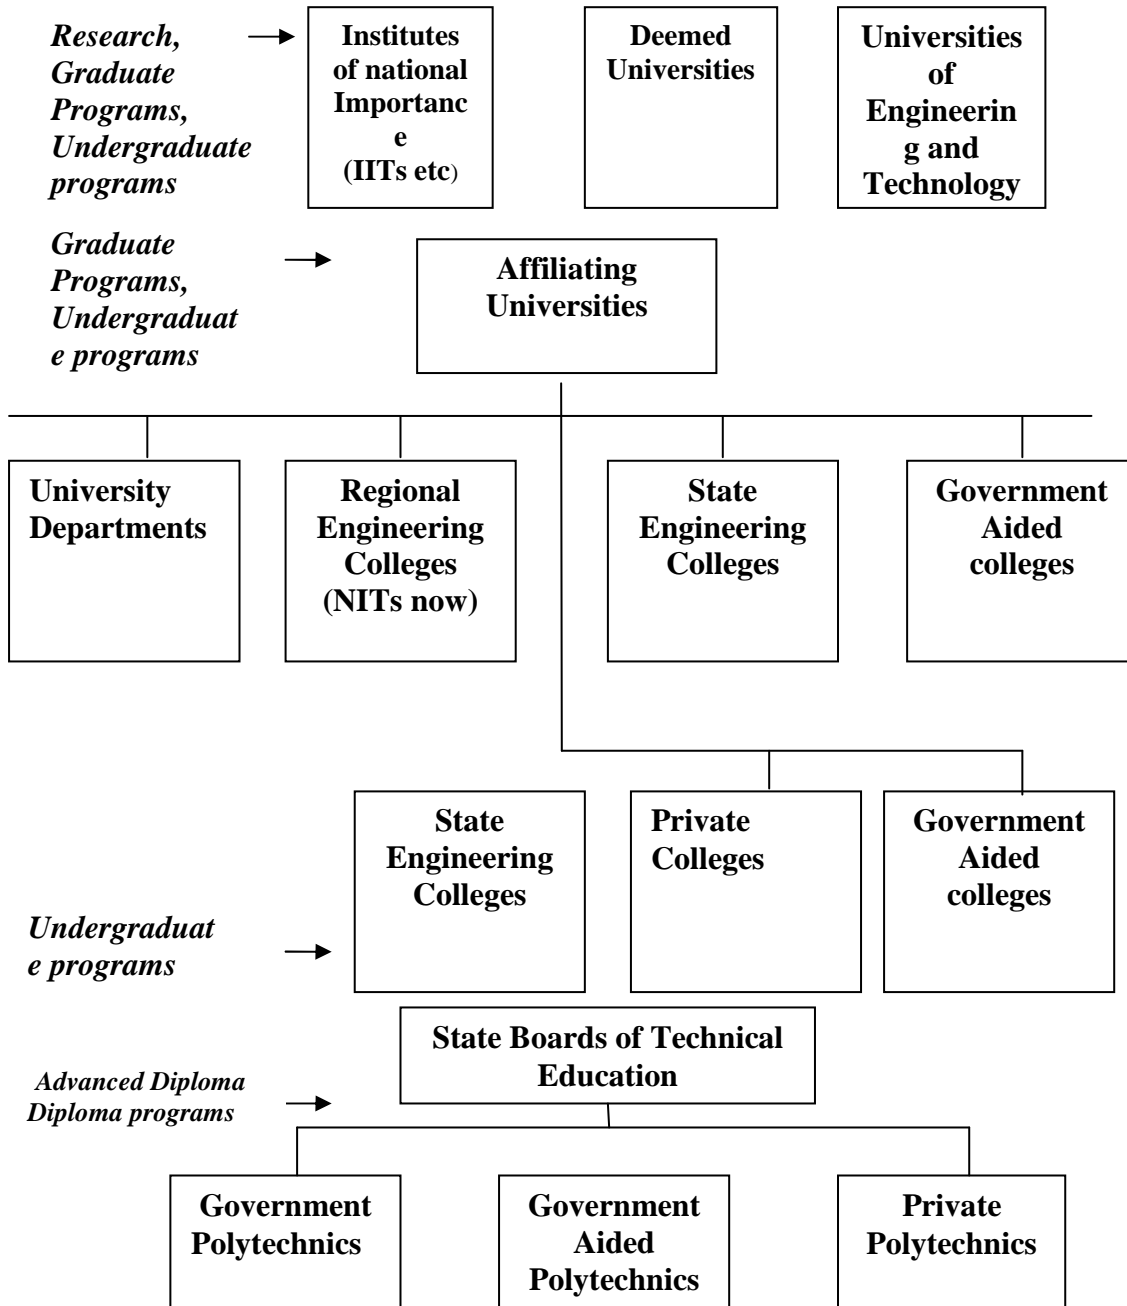 Research,
Graduate
Programs,
Undergraduate
programs
Institutes
of national
Importanc
e
(IITs etc)
Deemed
Universities
Universities
of
Engineerin
g and
Technology
Graduate
Programs,
Undergraduat
e programs
Affiliating
Universities
University
Departments
Regional
Engineering
Colleges
(NITs now)
State
Engineering
Colleges
Government
Aided
colleges
State
Engineering
Colleges
Private
Colleges
Government
Aided
colleges
Undergraduat
e programs
State Boards of Technical
Education
Advanced Diploma
Diploma programs
Government
Polytechnics
Government
Aided
Polytechnics
Private
Polytechnics